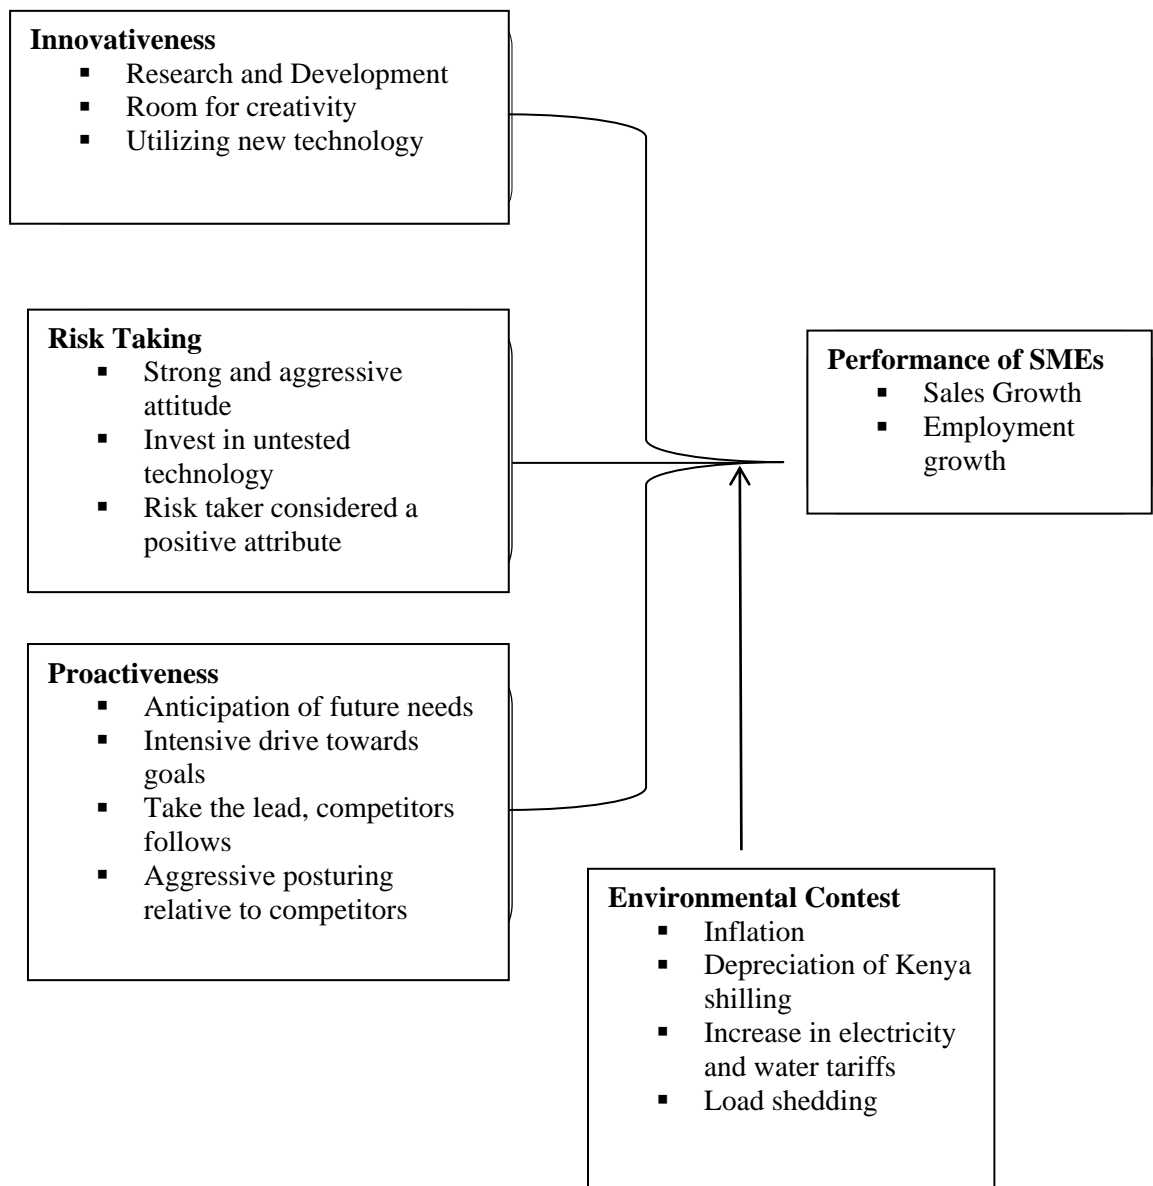 Innovativeness
▪ Research and Development
▪ Room for creativity
▪ Utilizing new technology
Risk Taking
▪ Strong and aggressive
attitude
▪ Invest in untested
technology
▪ Risk taker considered a
positive attribute
Performance of SMEs
▪ Sales Growth
▪ Employment
growth
Proactiveness
▪ Anticipation of future needs
▪ Intensive drive towards
goals
▪ Take the lead, competitors
follows
▪ Aggressive posturing
relative to competitors
Environmental Contest
▪ Inflation
▪ Depreciation of Kenya
shilling
▪ Increase in electricity
and water tariffs
▪ Load shedding